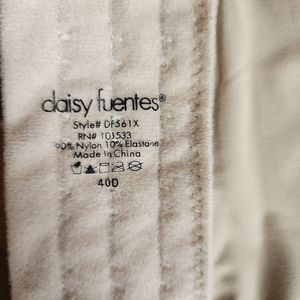 daisy fuentes®
Style# DF561X
RN# 101533
90% Nylon 10% Elastane
Made in China
40D